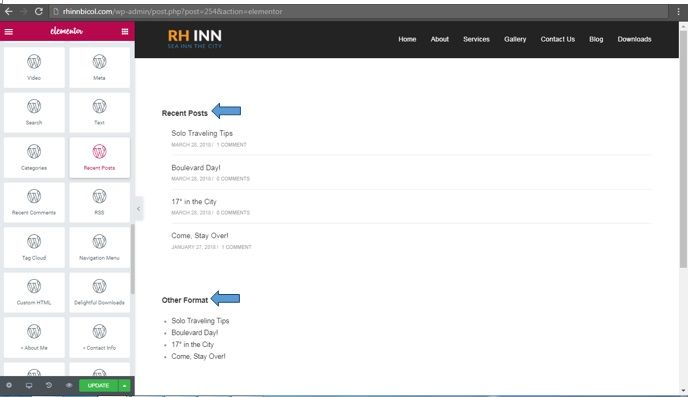 rhinnbicol.com/wp-admin/post.php?post=254&action=elementor
elementor
Video
Meta
Search
Text
Categories
Recent Posts
Recent Comments
RSS
Tag Cloud
Navigation Menu
Custom HTML
Delightful Downloads
+ About Me
+ Contact Info
UPDATE
RH INN
SEA INN THE CITY
Home About Services Gallery Contact Us Blog Downloads
Recent Posts
Solo Traveling Tips
MARCH 28, 2018 / 1 COMMENT
Boulevard Day!
MARCH 28, 2018 / 0 COMMENTS
17° in the City
MARCH 28, 2018 / 0 COMMENTS
Come, Stay Over!
JANUARY 27, 2018 / 1 COMMENT
Other Format
• Solo Traveling Tips
• Boulevard Day!
• 17° in the City
• Come, Stay Over!